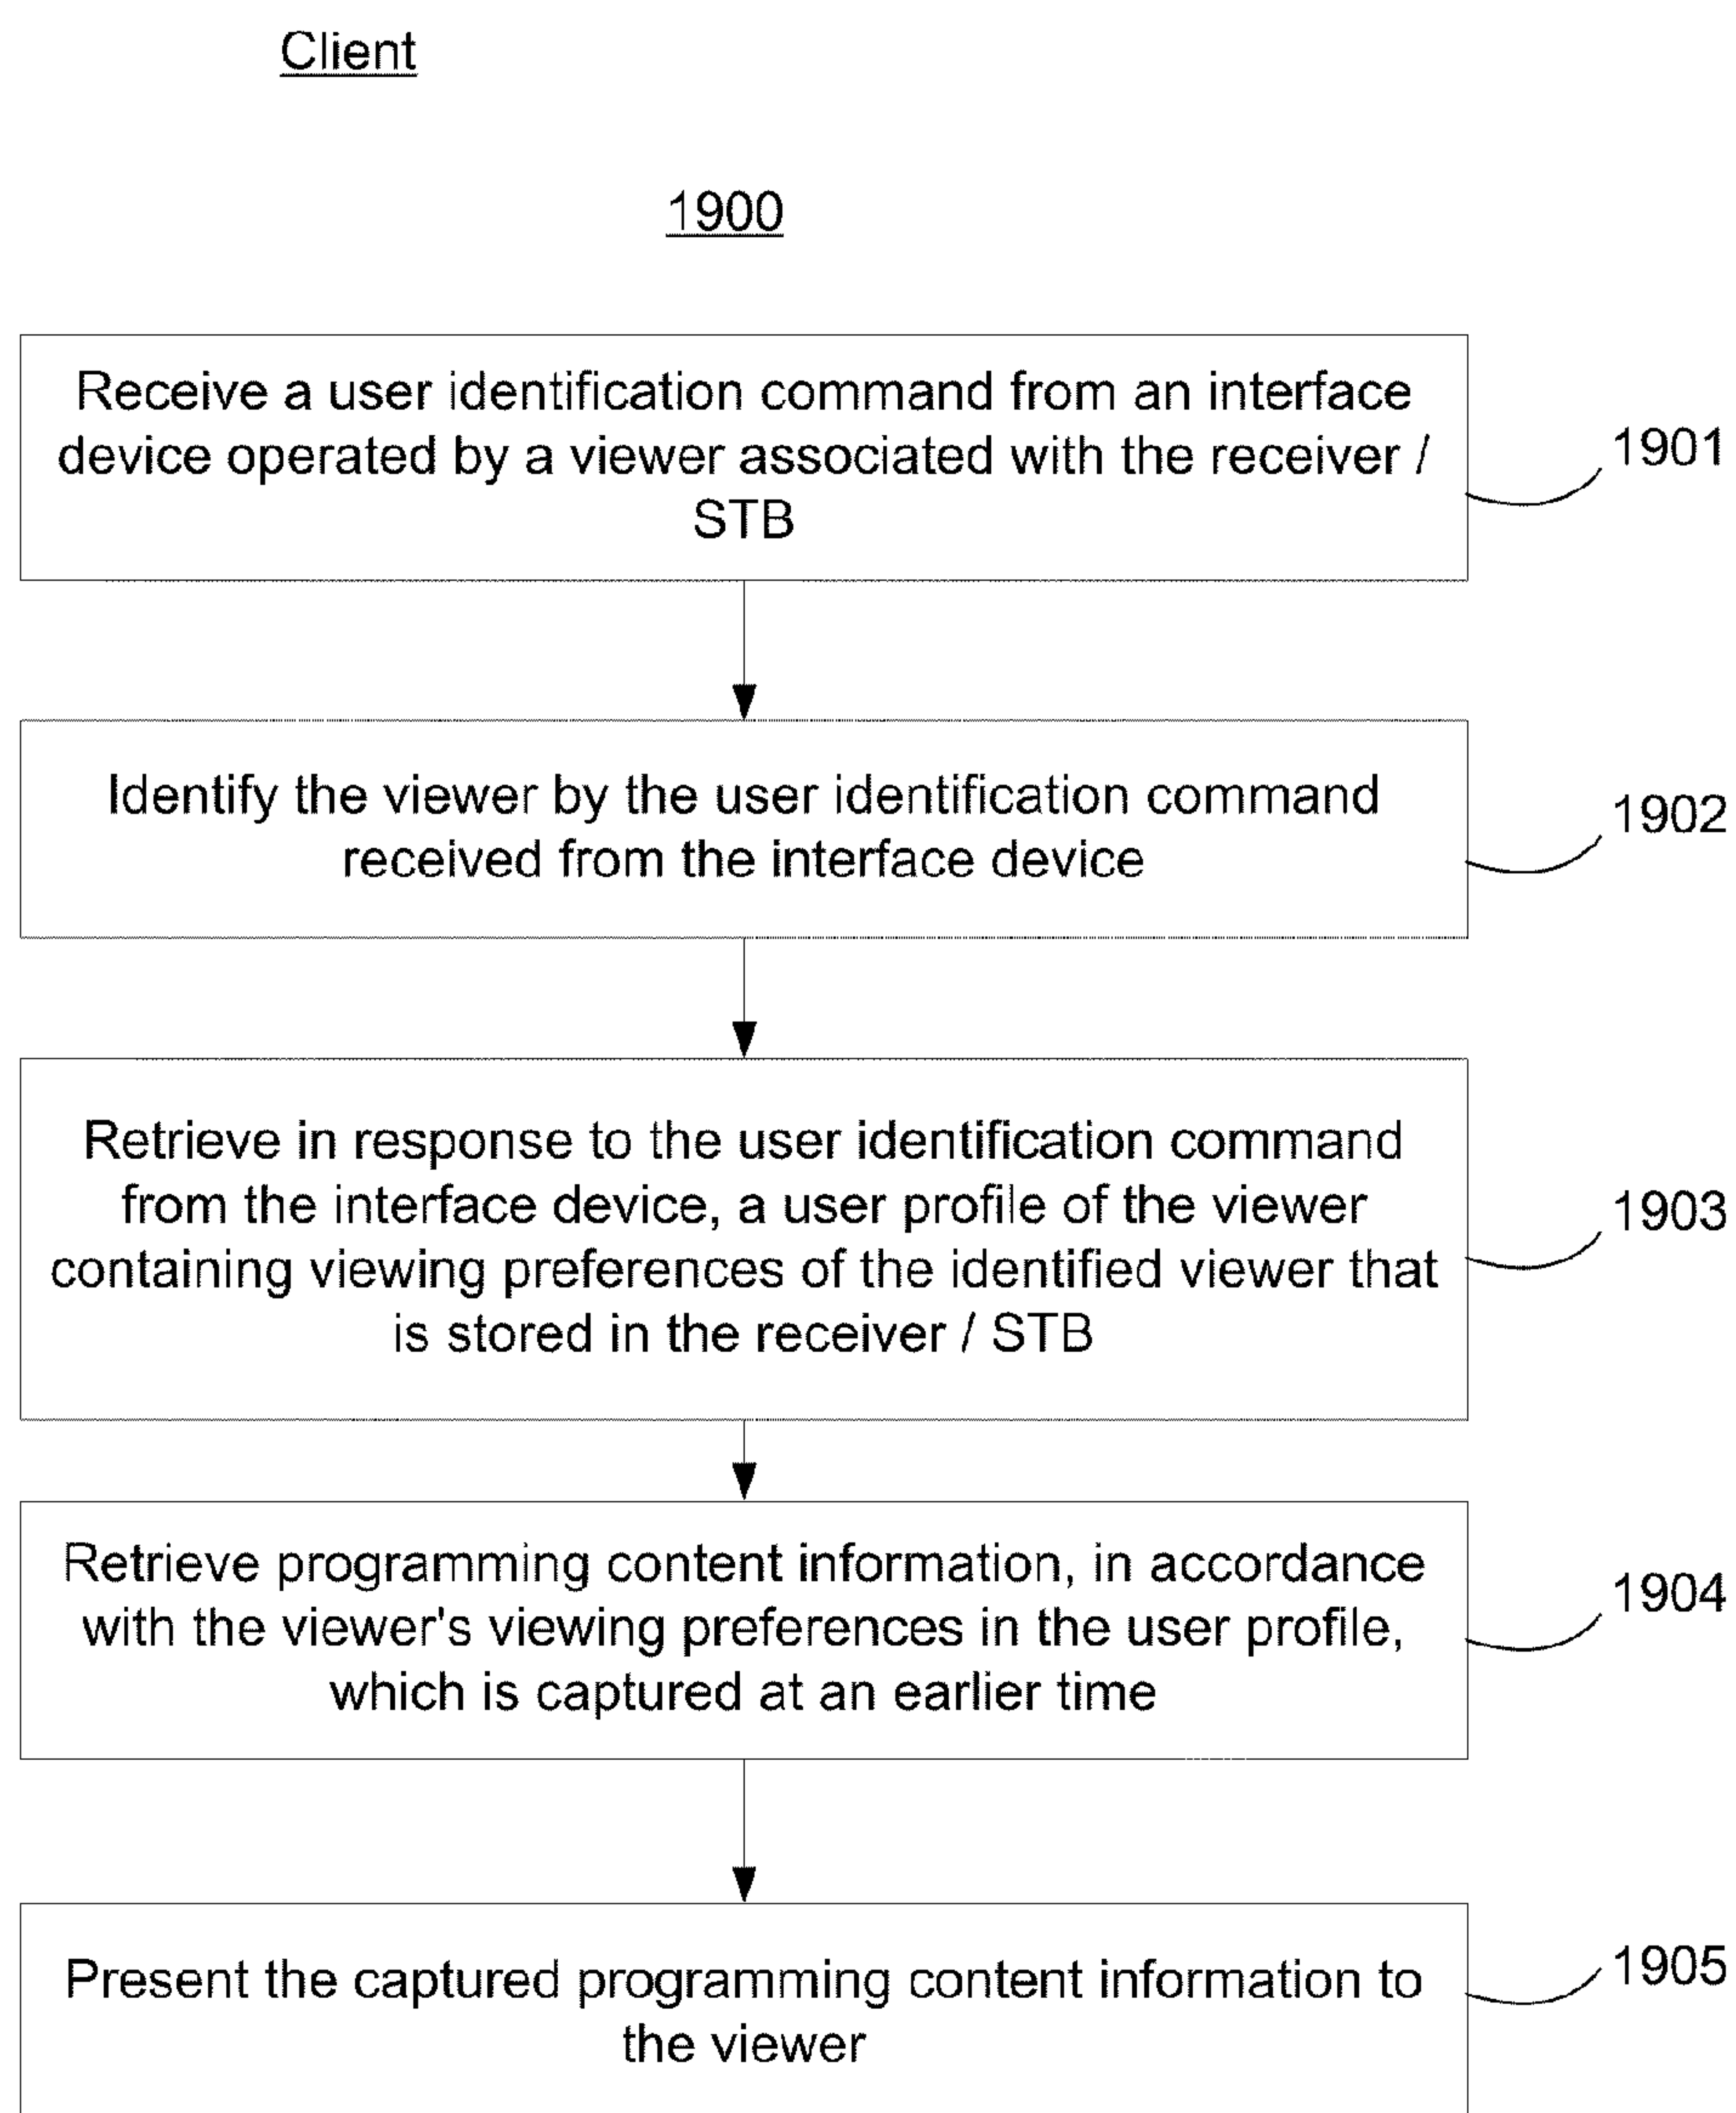 Client
1900
Receive a user identification command from an interface
device operated by a viewer associated with the receiver /
STB
1901
Identify the viewer by the user identification command
received from the interface device
1902
Retrieve in response to the user identification command
from the interface device, a user profile of the viewer
containing viewing preferences of the identified viewer that
is stored in the receiver / STB
1903
Retrieve programming content information, in accordance
with the viewer's viewing preferences in the user profile,
which is captured at an earlier time
1904
Present the captured programming content information to
the viewer
1905